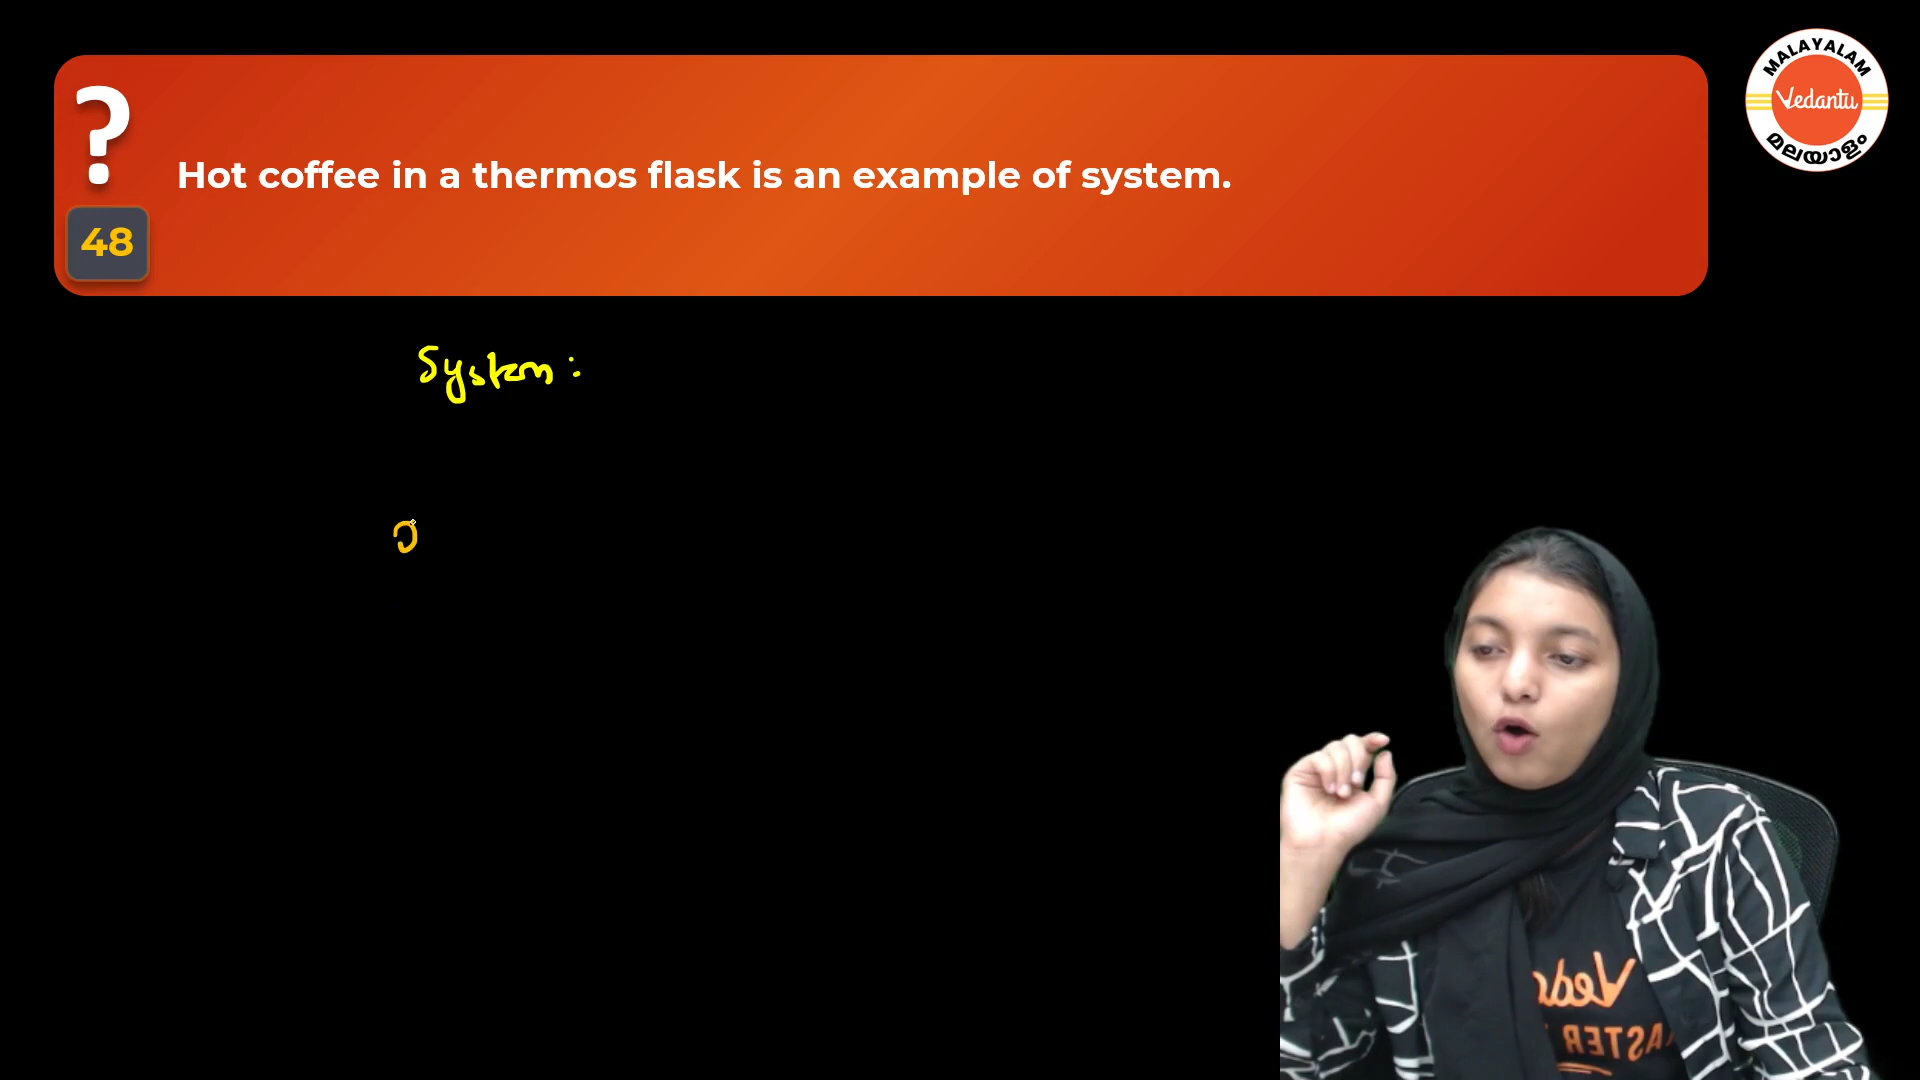 ?
48
Hot coffee in a thermos flask is an example of system.
MALAYALAM
Vedantu
മലയാളം
System :